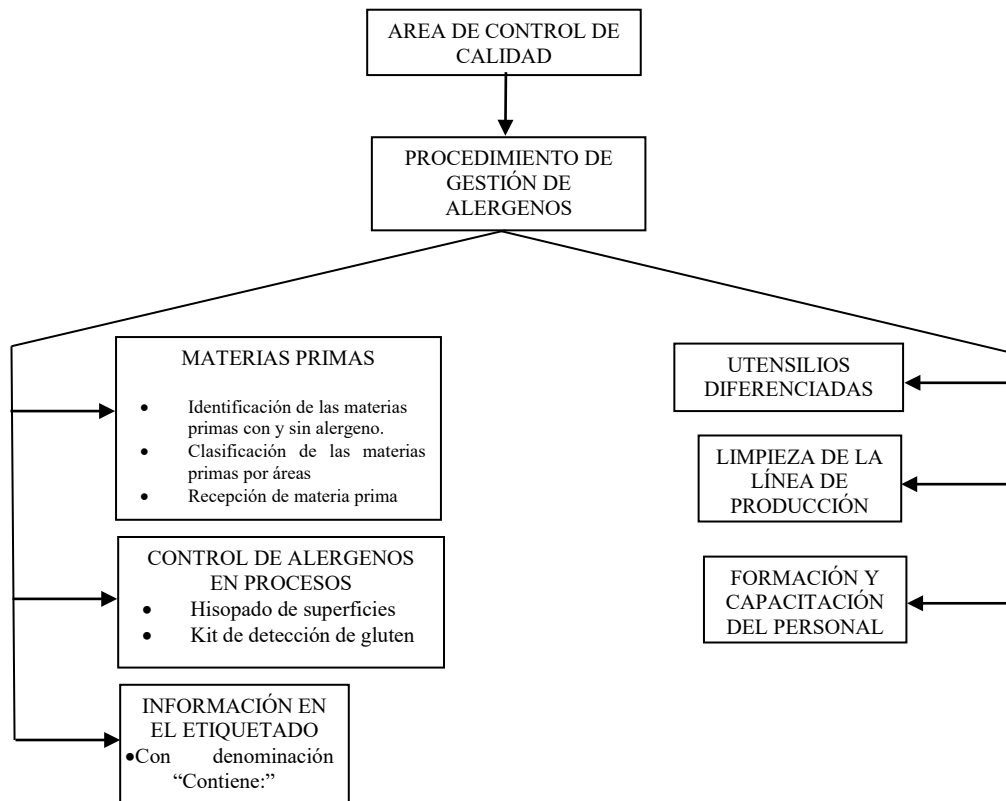 AREA DE CONTROL DE
CALIDAD
PROCEDIMIENTO DE
GESTIÓN DE
ALERGENOS
MATERIAS PRIMAS
• Identificación de las materias
primas con y sin alergeno.
• Clasificación de las materias
primas por áreas
• Recepción de materia prima
CONTROL DE ALERGENOS
EN PROCESOS
• Hisopado de superficies
• Kit de detección de gluten
INFORMACIÓN EN
EL ETIQUETADO
•Con denominación
“Contiene:”
UTENSILIOS
DIFERENCIADAS
LIMPIEZA DE LA
LÍNEA DE
PRODUCCIÓN
FORMACIÓN Y
CAPACITACIÓN
DEL PERSONAL